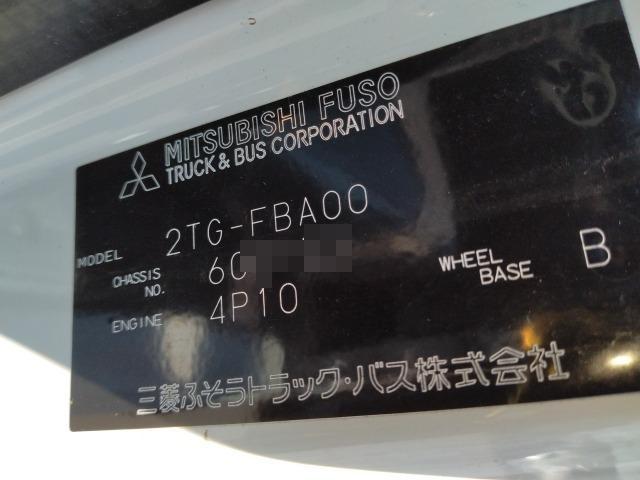 MITSUBISHI FUSO
TRUCK & BUS CORPORATION
MODEL 2TG-FBA00
CHASSIS NO. 60
ENGINE 4P10
WHEEL BASE B
三菱ふそうトラック・バス株式会社